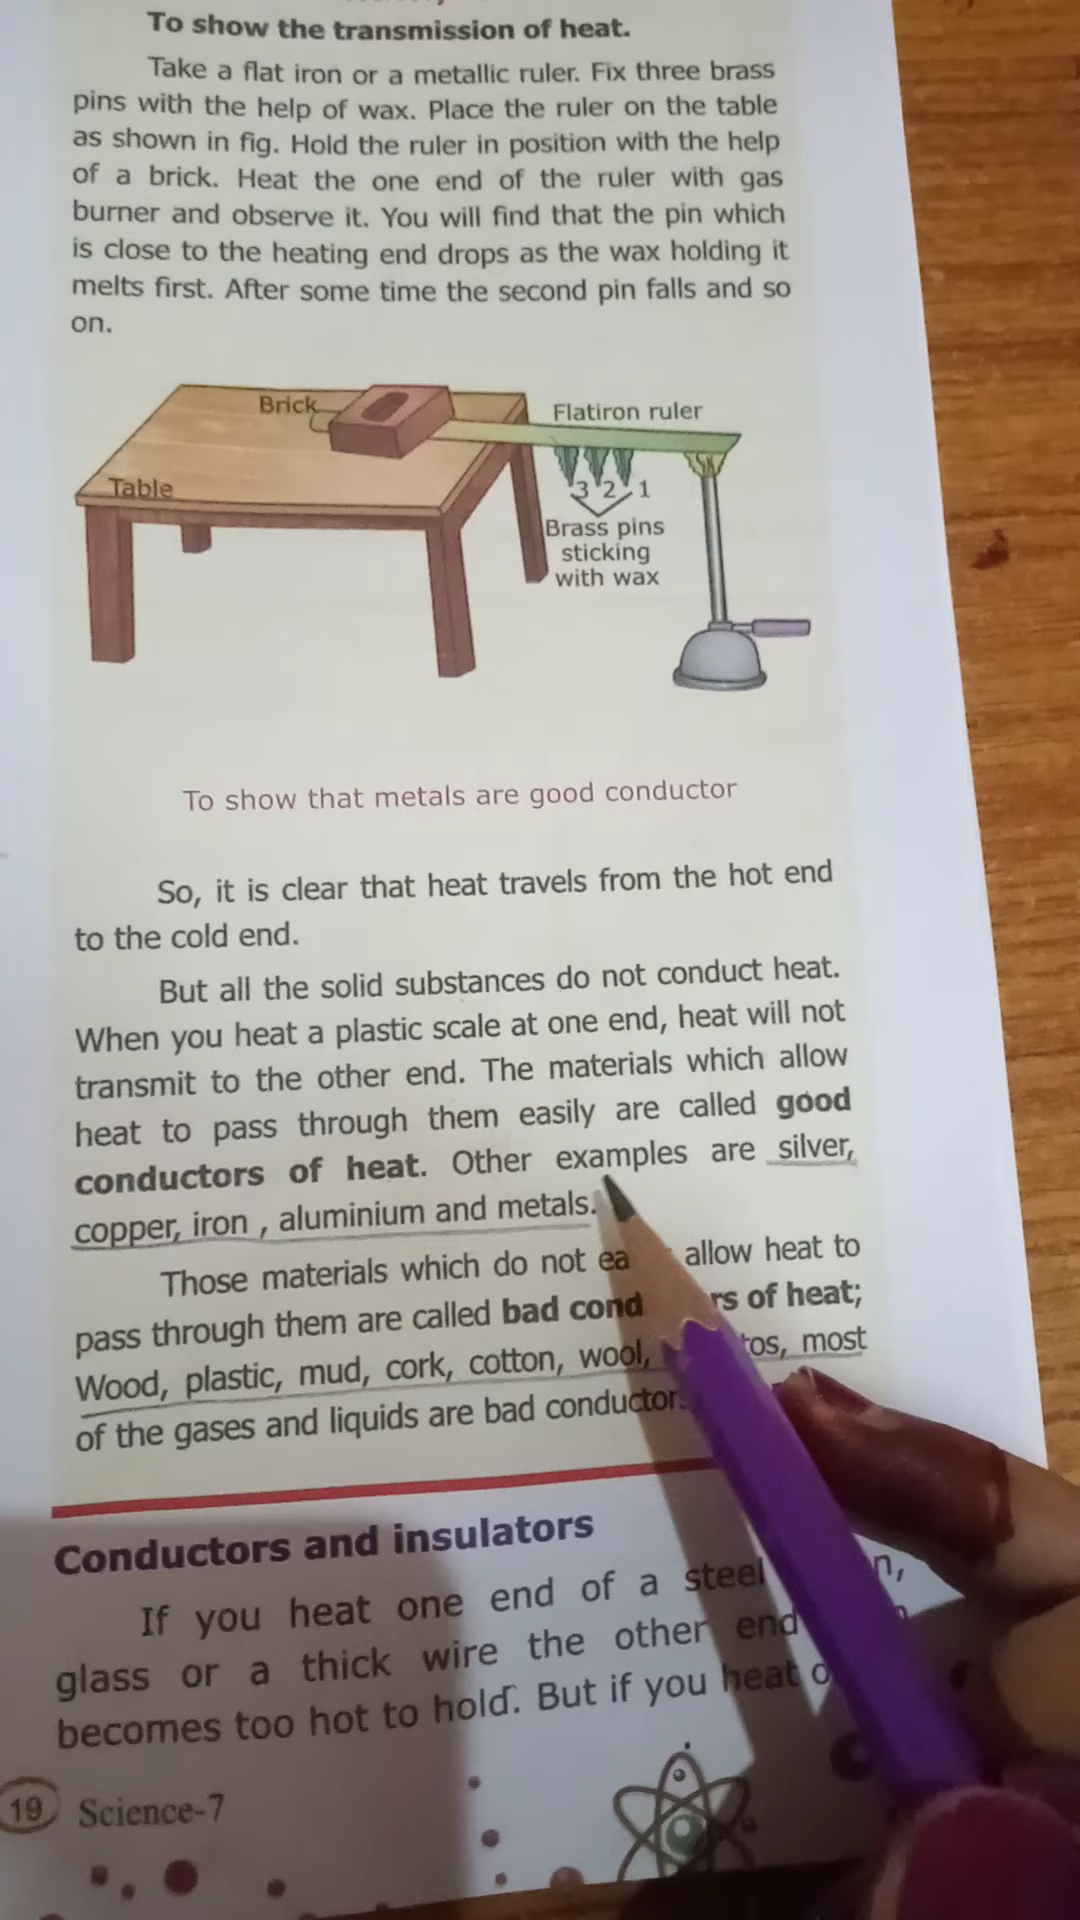 To show the transmission of heat.
Take a flat iron or a metallic ruler. Fix three brass
pins with the help of wax. Place the ruler on the table
as shown in fig. Hold the ruler in position with the help
of a brick. Heat the one end of the ruler with gas
burner and observe it. You will find that the pin which
is close to the heating end drops as the wax holding it
melts first. After some time the second pin falls and so
on.
Brick
Flatiron ruler
Table
3 2 1
Brass pins
sticking
with wax
To show that metals are good conductor
So, it is clear that heat travels from the hot end
to the cold end.
But all the solid substances do not conduct heat.
When you heat a plastic scale at one end, heat will not
transmit to the other end. The materials which allow
heat to pass through them easily are called good
conductors of heat. Other examples are silver,
copper, iron , aluminium and metals.
Those materials which do not allow heat to
pass through them are called bad of heat;
Wood, plastic, mud, cork, cotton, wool, most
of the gases and liquids are bad
Conductors and insulators
If you heat one end of a steel
glass or a thick wire the other end
becomes too hot to hold. But if you heat
19 Science-7